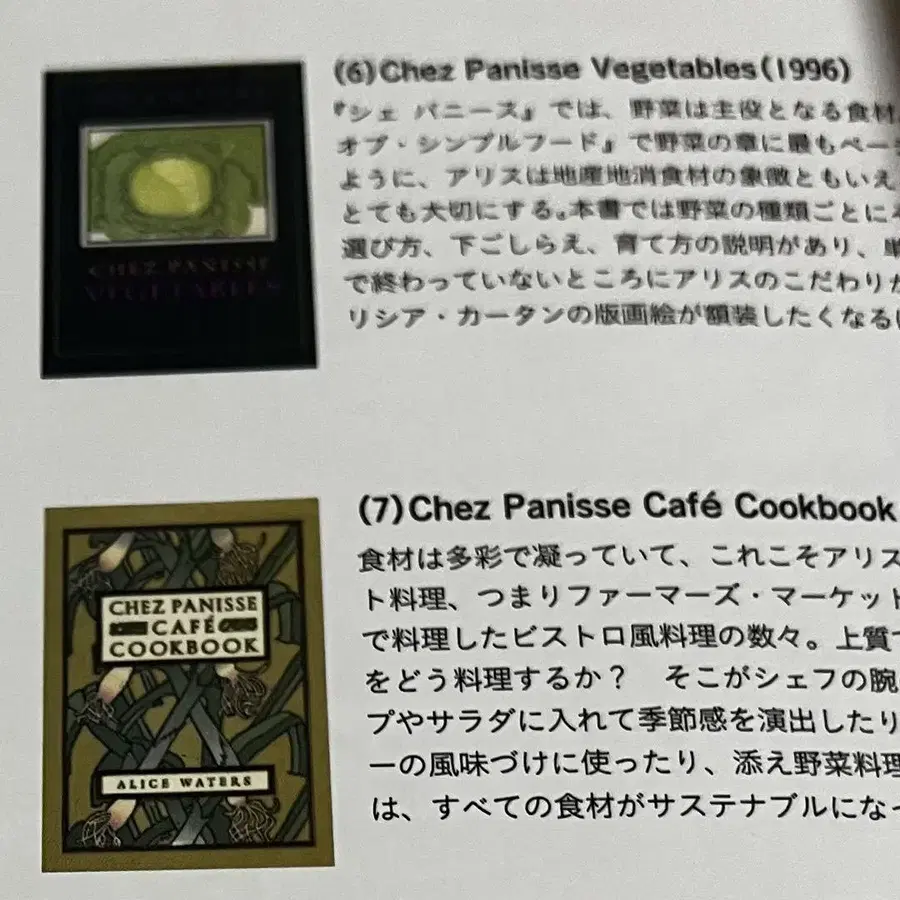 (6)Chez Panisse Vegetables(1996)
『シェ パニース』では、野菜は主役となる食材
オブ・シンプルフード』で野菜の章に最もペー
ように、アリスは地産地消食材の象徴ともいえ
とても大切にする。本書では野菜の種類ごとに
選び方、下ごしらえ、育て方の説明があり、単
で終わっていないところにアリスのこだわりが
リシア・カータンの版画絵が額装したくなる
CHEZ PANISSE
VEGETABLES
(7)Chez Panisse Café Cookbook
食材は多彩で凝っていて、これこそアリス
ト料理、つまりファーマーズ・マーケット
で料理したビストロ風料理の数々。上質
をどう料理するか？ そこがシェフの腕
プやサラダに入れて季節感を演出したり
ーの風味づけに使ったり、添え野菜料理
は、すべての食材がサステナブルになっ
CHEZ PANISSE
CAFÉ
COOKBOOK
ALICE WATERS